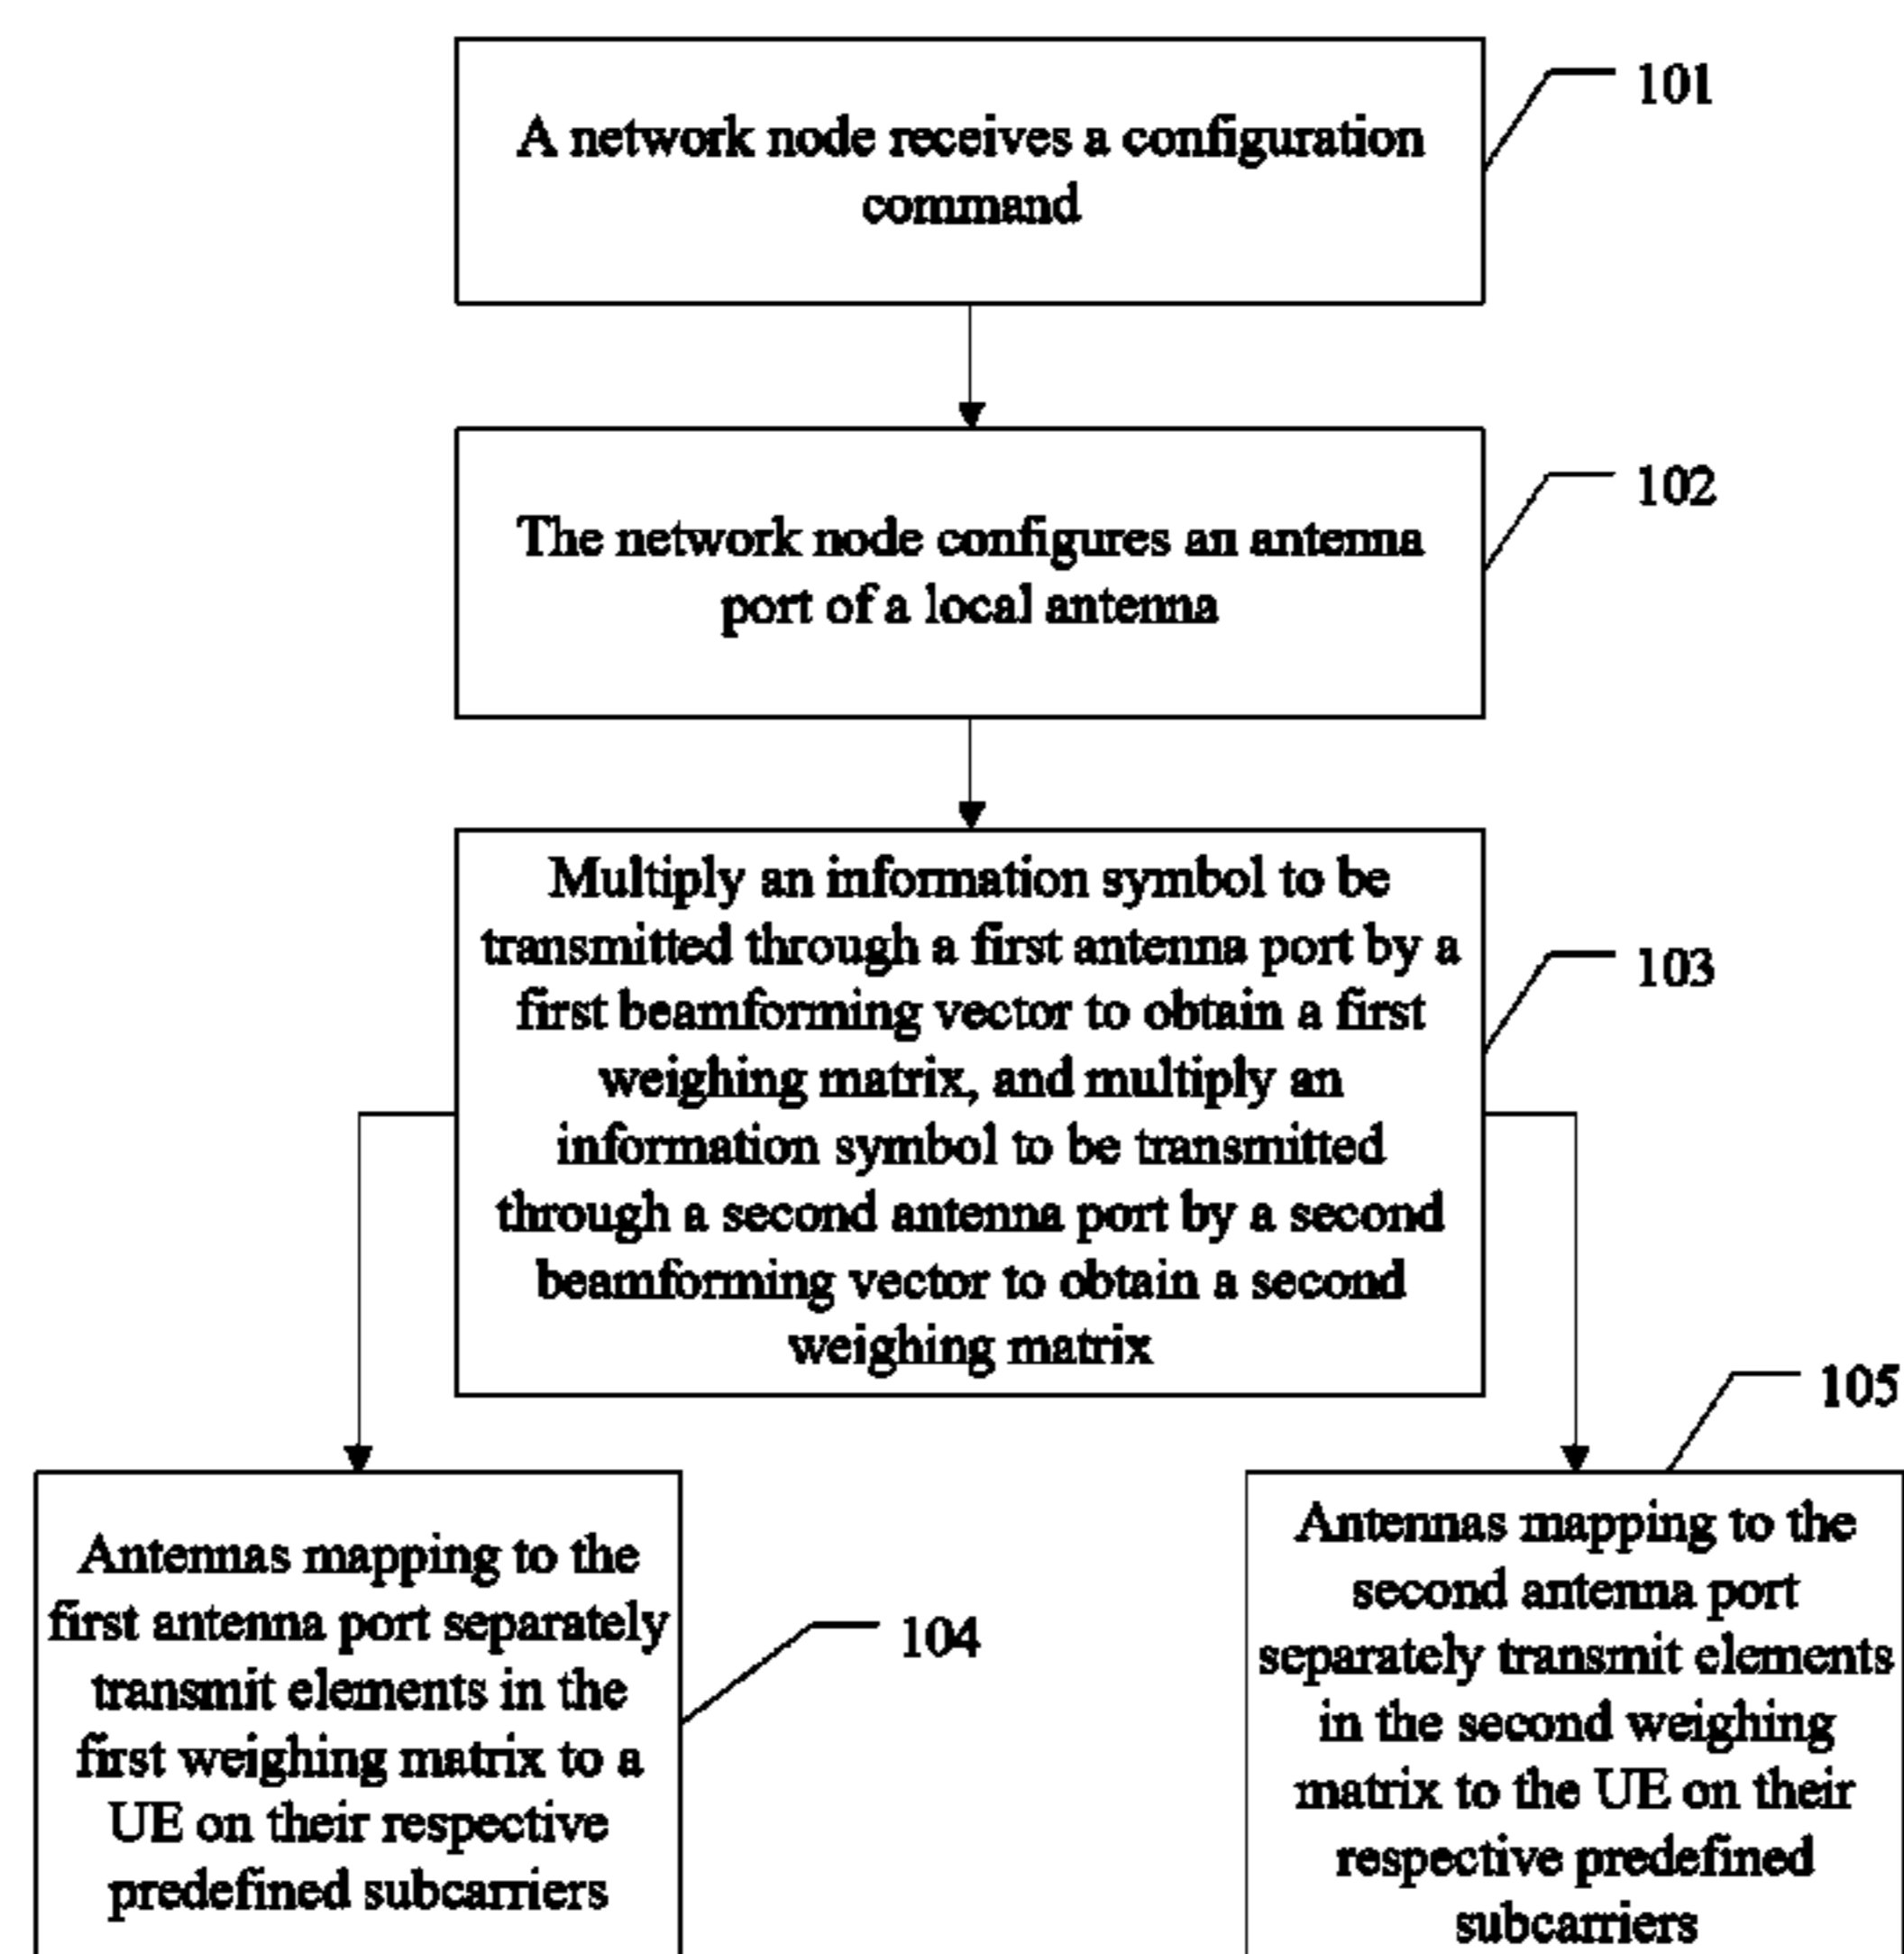 A network node receives a configuration
command
101
The network node configures an antenna
port of a local antenna
102
Multiply an information symbol to be
transmitted through a first antenna port by a
first beamforming vector to obtain a first
weighing matrix, and multiply an
information symbol to be transmitted
through a second antenna port by a second
beamforming vector to obtain a second
weighing matrix
103
Antennas mapping to the
first antenna port separately
transmit elements in the
first weighing matrix to a
UE on their respective
predefined subcarriers
104
Antennas mapping to the
second antenna port
separately transmit elements
in the second weighing
matrix to the UE on their
respective predefined
subcarriers
105